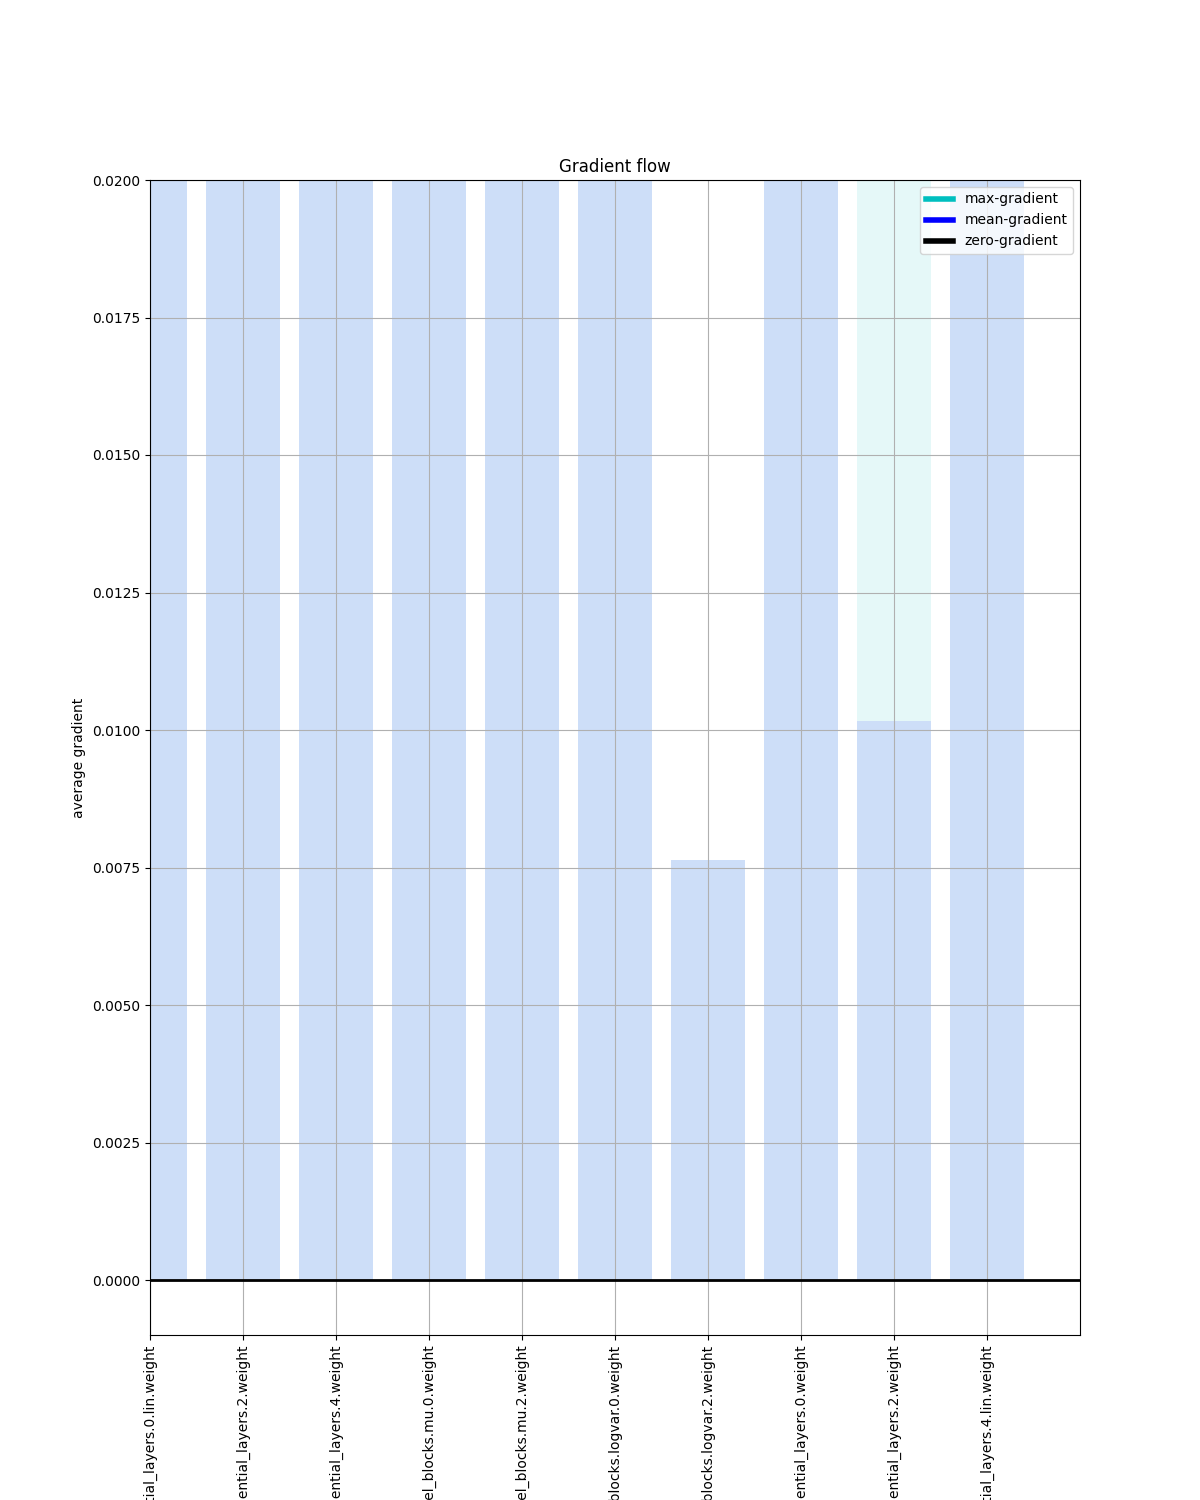 Gradient flow
max-gradient
mean-gradient
zero-gradient
0.0200
0.0175
0.0150
0.0125
0.0100
0.0075
0.0050
0.0025
0.0000
average gradient
tial_layers.0.lin.weight
ential_layers.2.weight
ential_layers.4.weight
el_blocks.mu.0.weight
el_blocks.mu.2.weight
blocks.logvar.0.weight
blocks.logvar.2.weight
ential_layers.0.weight
ential_layers.2.weight
tial_layers.4.lin.weight